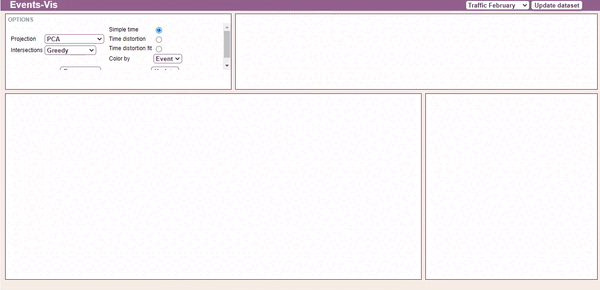 Events-Vis
Traffic February
Update dataset
OPTIONS
Projection PCA
Intersections Greedy
Simple time
Time distortion
Time distortion fit
Color by Event